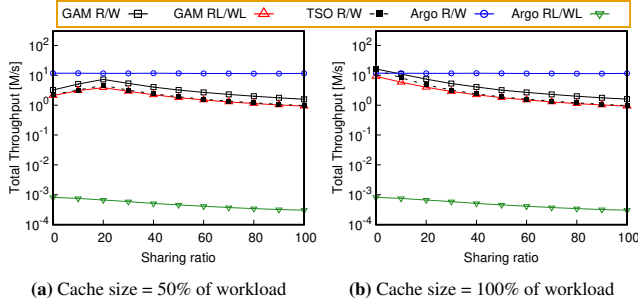 GAM R/W GAM RL/WL TSO R/W Argo R/W Argo RL/WL
Total Throughput [M/s]
10^2
10^1
10^0
10^-1
10^-2
10^-3
10^-4
0 20 40 60 80 100
Sharing ratio
(a) Cache size = 50% of workload
Total Throughput [M/s]
10^2
10^1
10^0
10^-1
10^-2
10^-3
10^-4
0 20 40 60 80 100
Sharing ratio
(b) Cache size = 100% of workload